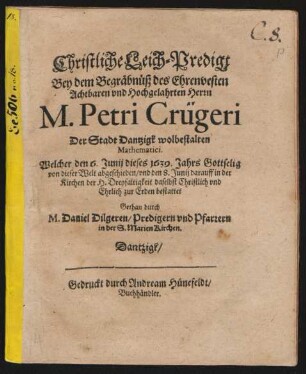 C. 8.
Christliche Leich-Predigt
Bey dem Begräbnüß des Ehrenvesten
Achtbaren vnd Hochgelahrten Herrn
M. Petri Crügeri
Der Stadt Dantzigk wolbestalten
Mathematici.
Welcher den 6. Junij dieses 1639. Jahrs Gottselig
von dieser Welt abgeschieden/ vnd den 8. Junij darauff in der
Kirchen der H. Dreyfaltigkeit daselbst Christlich vnd
Ehrlich zur Erden bestattet
Gethan durch
M. Daniel Dilgeren/ Predigern vnd Pfarrern
in der S. Marien Kirchen.
Dantzigk/
Gedruckt durch Andream Hünefeldt/
Buchhändler.